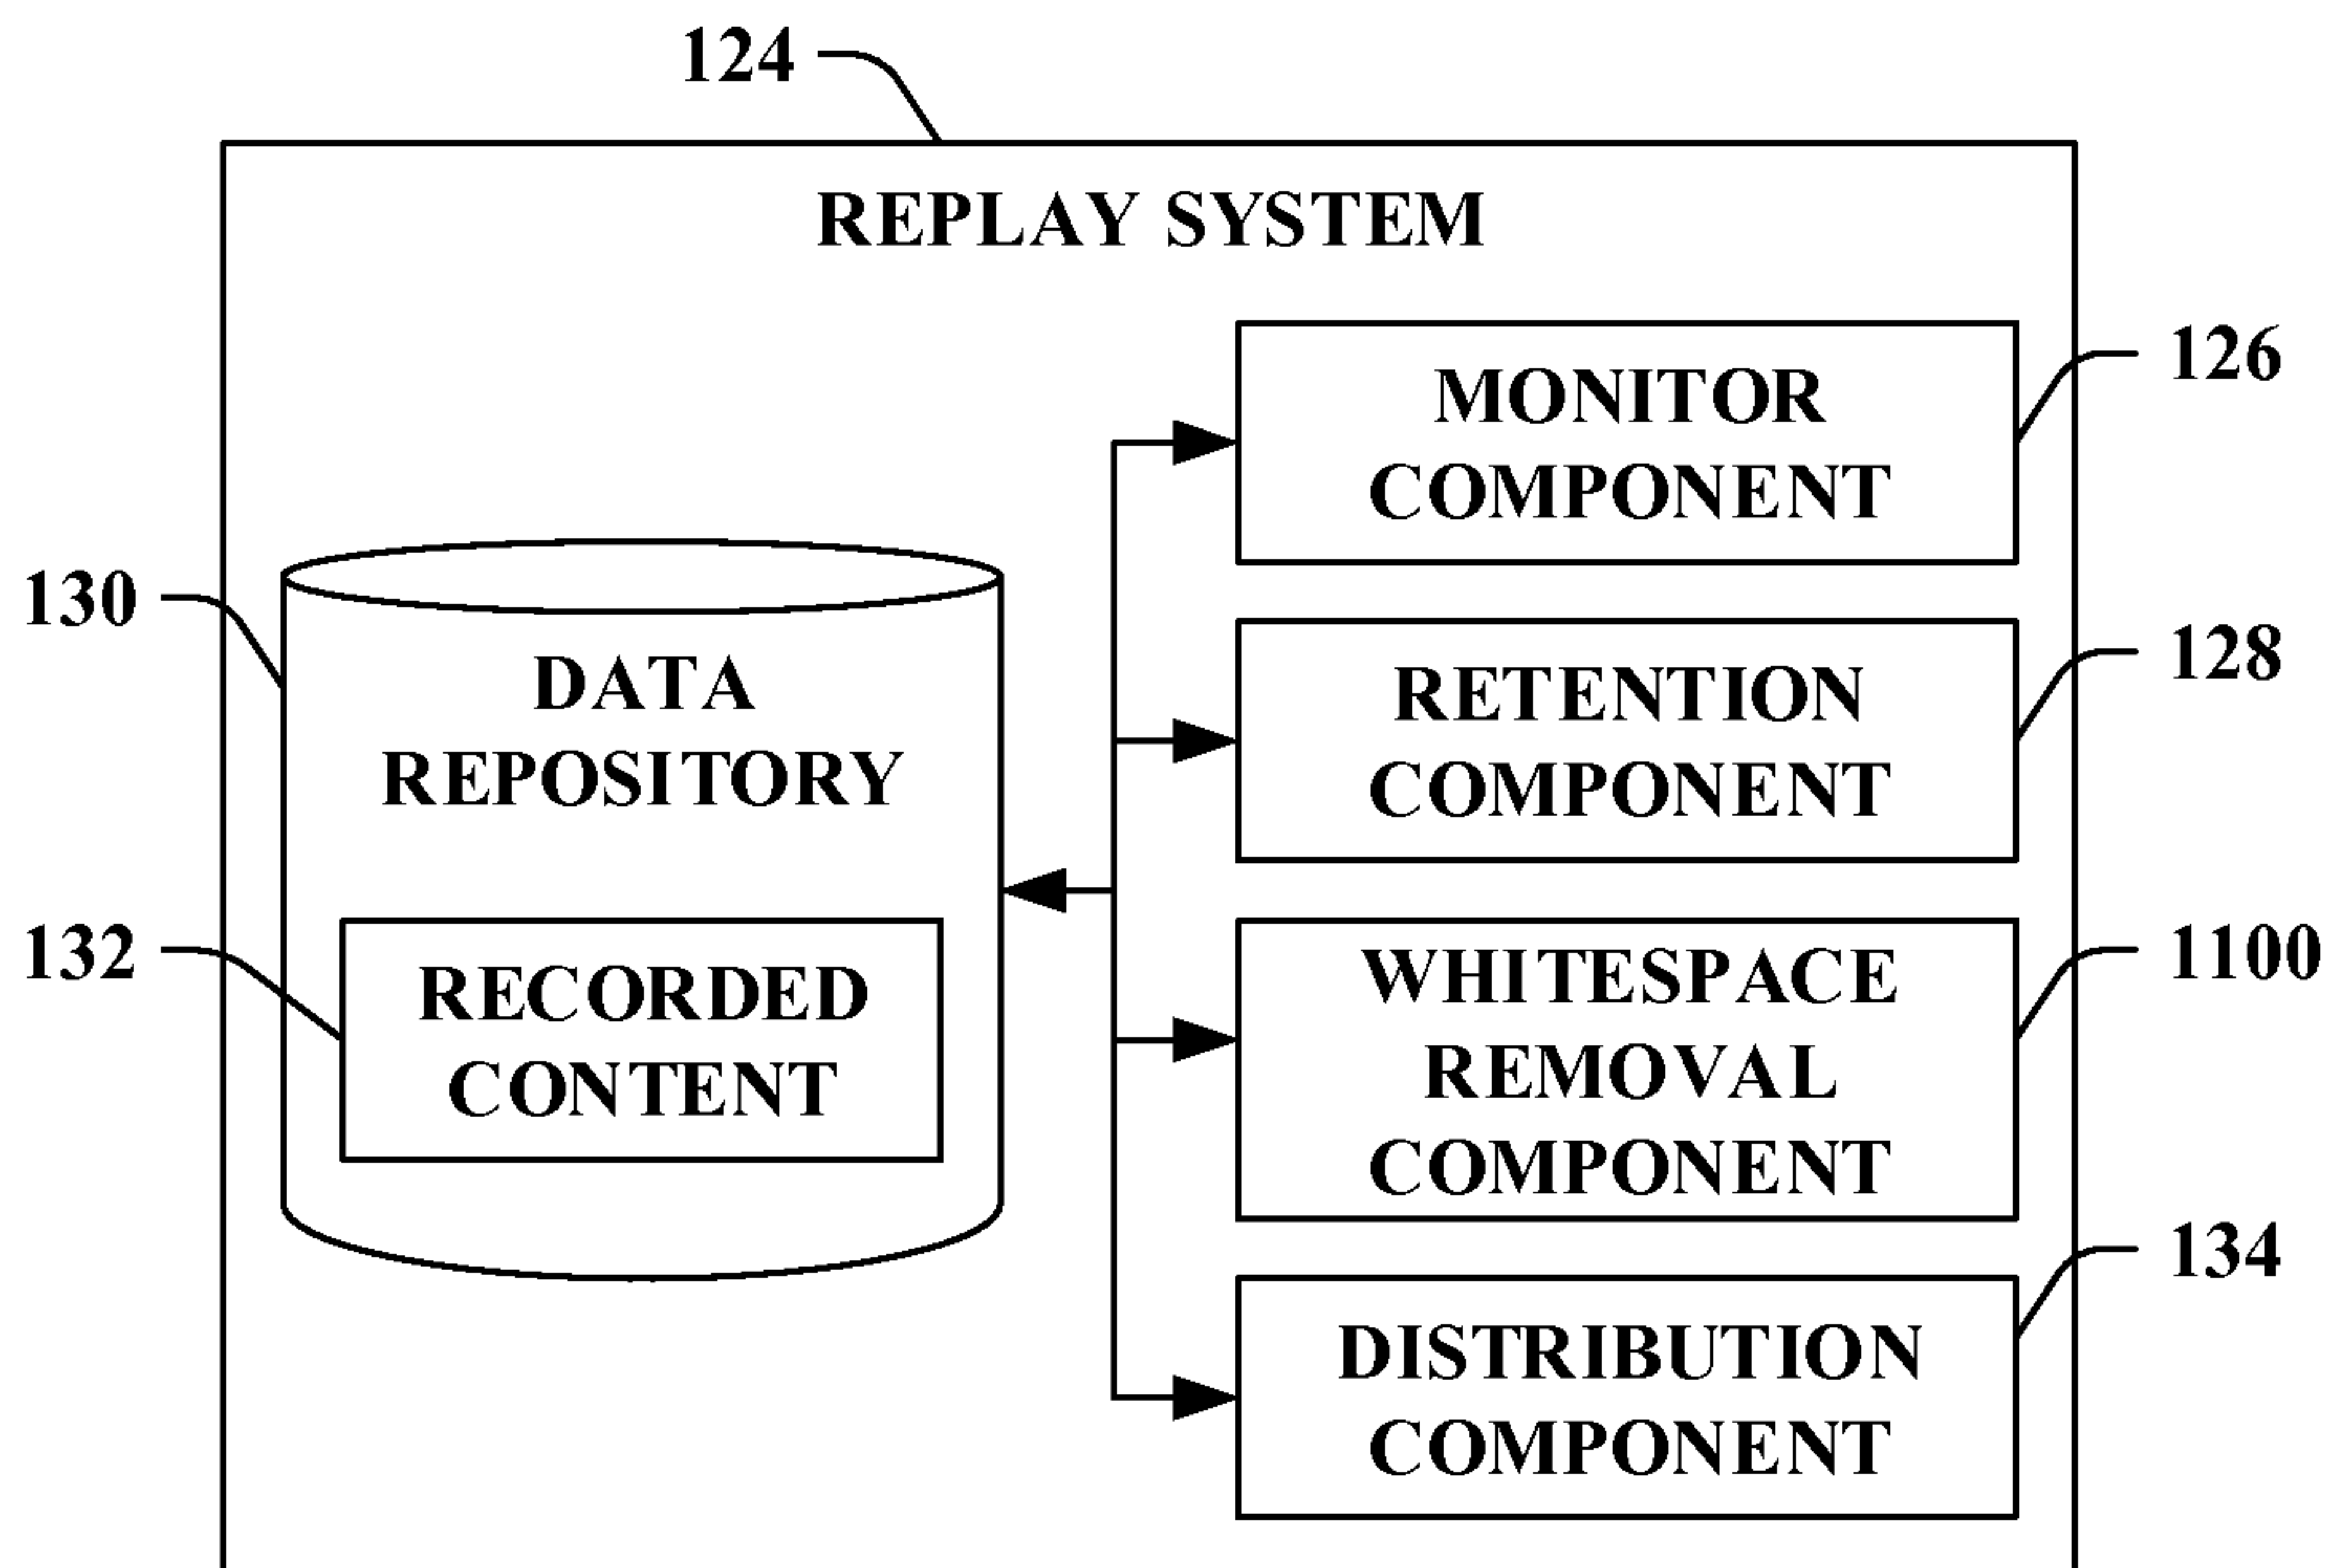 124
REPLAY SYSTEM
MONITOR
COMPONENT
126
130
DATA
REPOSITORY
RETENTION
COMPONENT
128
132
RECORDED
CONTENT
WHITESPACE
REMOVAL
COMPONENT
1100
DISTRIBUTION
COMPONENT
134